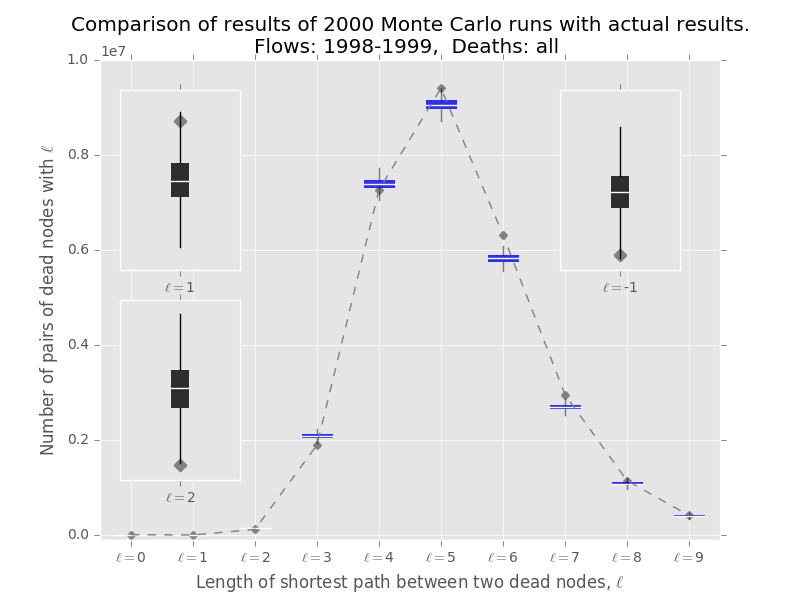 Comparison of results of 2000 Monte Carlo runs with actual results.
Flows: 1998-1999,  Deaths: all
1e7
1.0
0.8
0.6
0.4
0.2
0.0
Number of pairs of dead nodes with ℓ
ℓ=1
ℓ=-1
ℓ=2
ℓ=0 ℓ=1 ℓ=2 ℓ=3 ℓ=4 ℓ=5 ℓ=6 ℓ=7 ℓ=8 ℓ=9
Length of shortest path between two dead nodes, ℓ